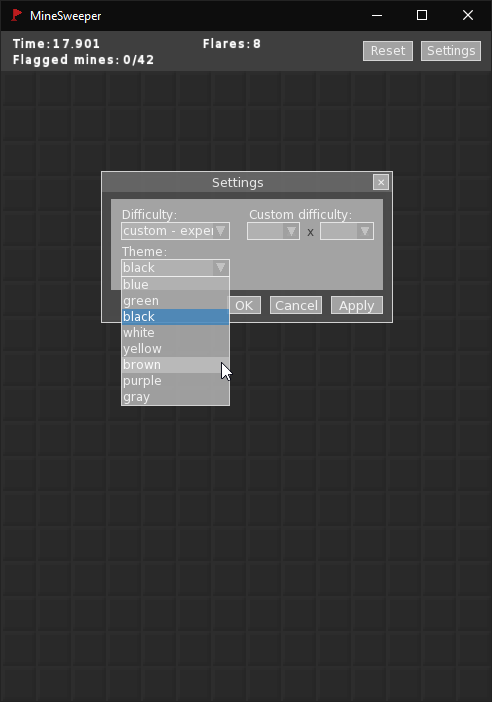 MineSweeper
Time: 17.901 Flares: 8
Flagged mines: 0/42
Reset Settings
Settings
Difficulty: Custom difficulty:
custom - exper
x
Theme:
black
blue
green
black
white
yellow
brown
purple
gray
OK Cancel Apply